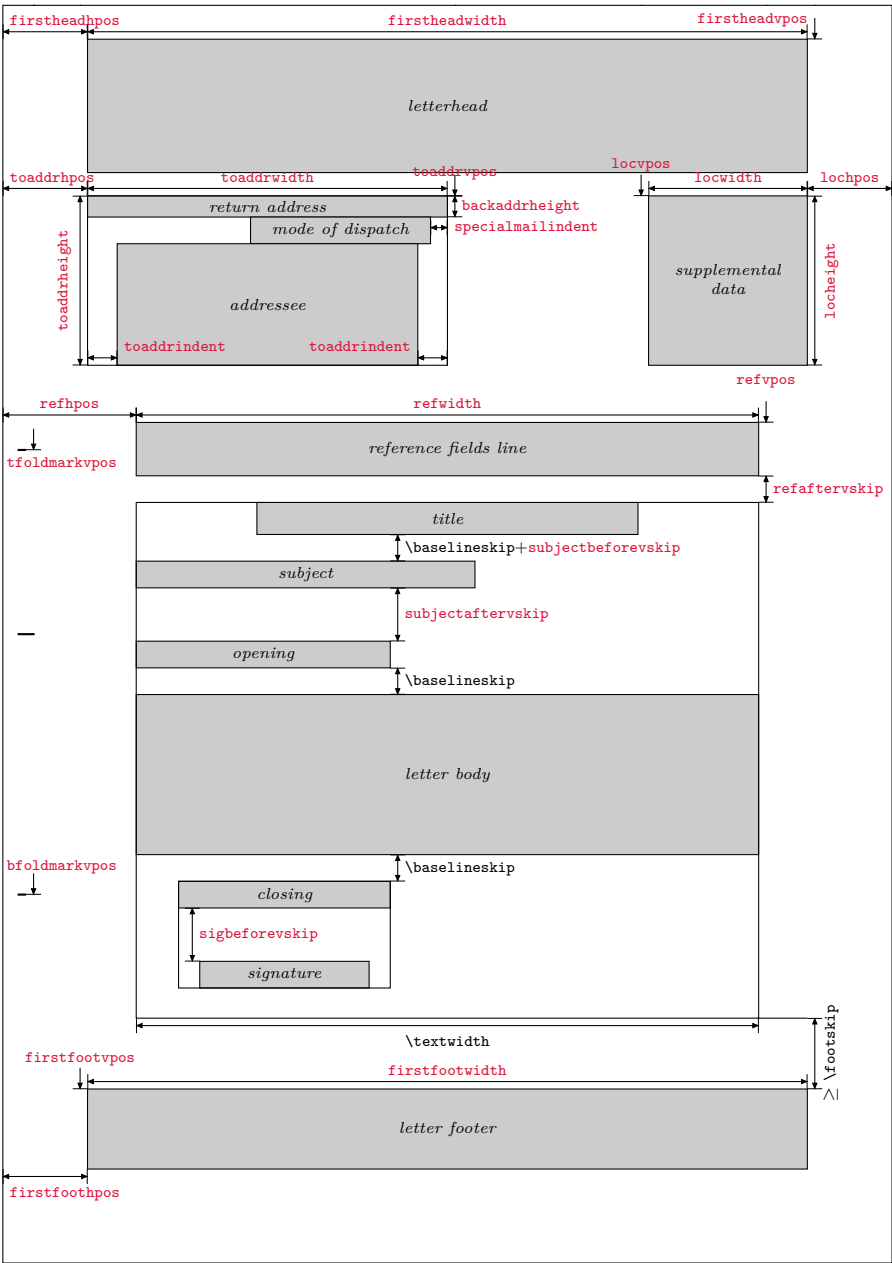 firstheadhpos firstheadwidth firstheadvpos
letterhead
toaddrhpos toaddrwidth toaddrvpos locvpos locwidth lochpos
return address backaddrheight
mode of dispatch specialmailindent
toaddrheight
addressee
supplemental
data
locheight
toaddrindent toaddrindent
refvpos
refhpos refwidth
reference fields line
tfoldmarkvpos
refaftervskip
title
\baselineskip+subjectbeforevskip
subject
subjectaftervskip
opening
\baselineskip
letter body
bfoldmarkvpos
\baselineskip
closing
sigbeforevskip
signature
\textwidth
≥ \footskip
firstfootvpos
firstfootwidth
letter footer
firstfoothpos